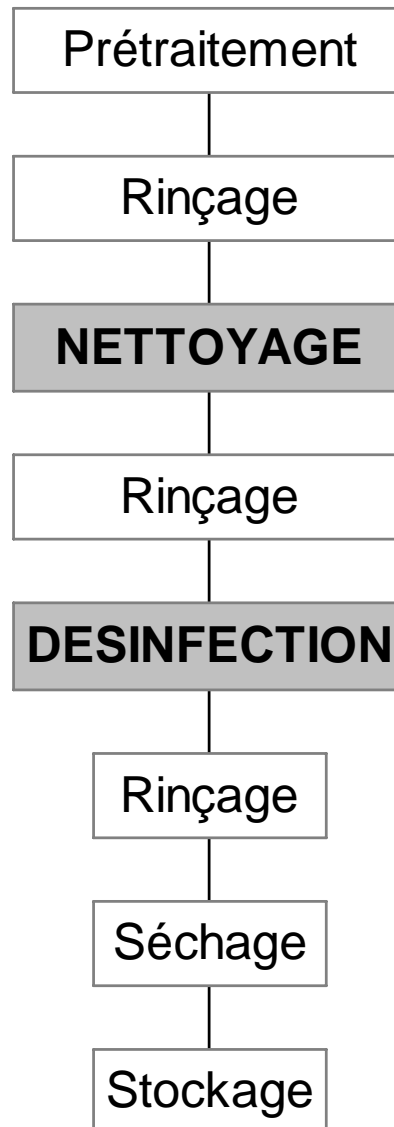 Prétraitement
Rinçage
NETTOYAGE
Rinçage
DESINFECTION
Rinçage
Séchage
Stockage